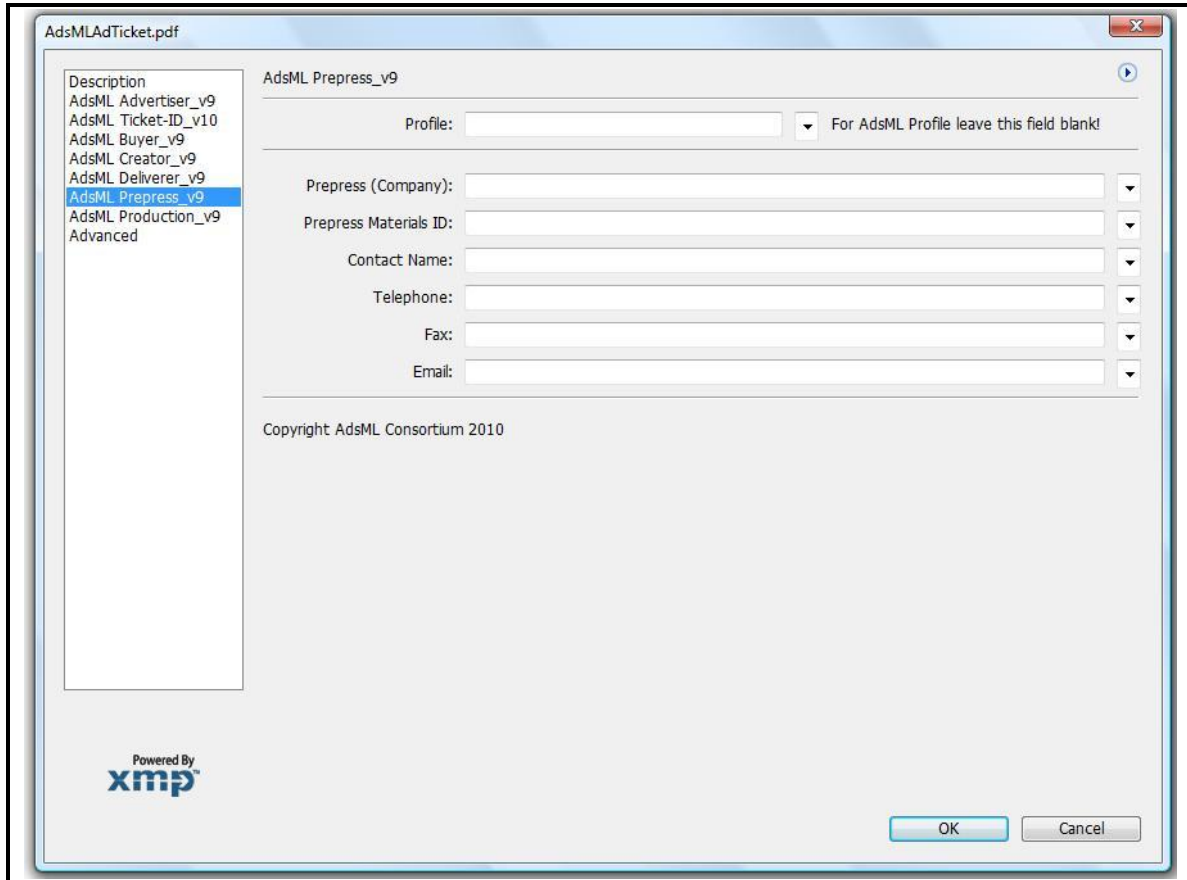 AdsMLAdTicket.pdf
Description
AdsML Advertiser_v9
AdsML Ticket-ID_v10
AdsML Buyer_v9
AdsML Creator_v9
AdsML Deliverer_v9
AdsML Prepress_v9
AdsML Production_v9
Advanced
AdsML Prepress_v9
Profile: For AdsML Profile leave this field blank!
Prepress (Company):
Prepress Materials ID:
Contact Name:
Telephone:
Fax:
Email:
Copyright AdsML Consortium 2010
Powered By
xmp™
OK Cancel